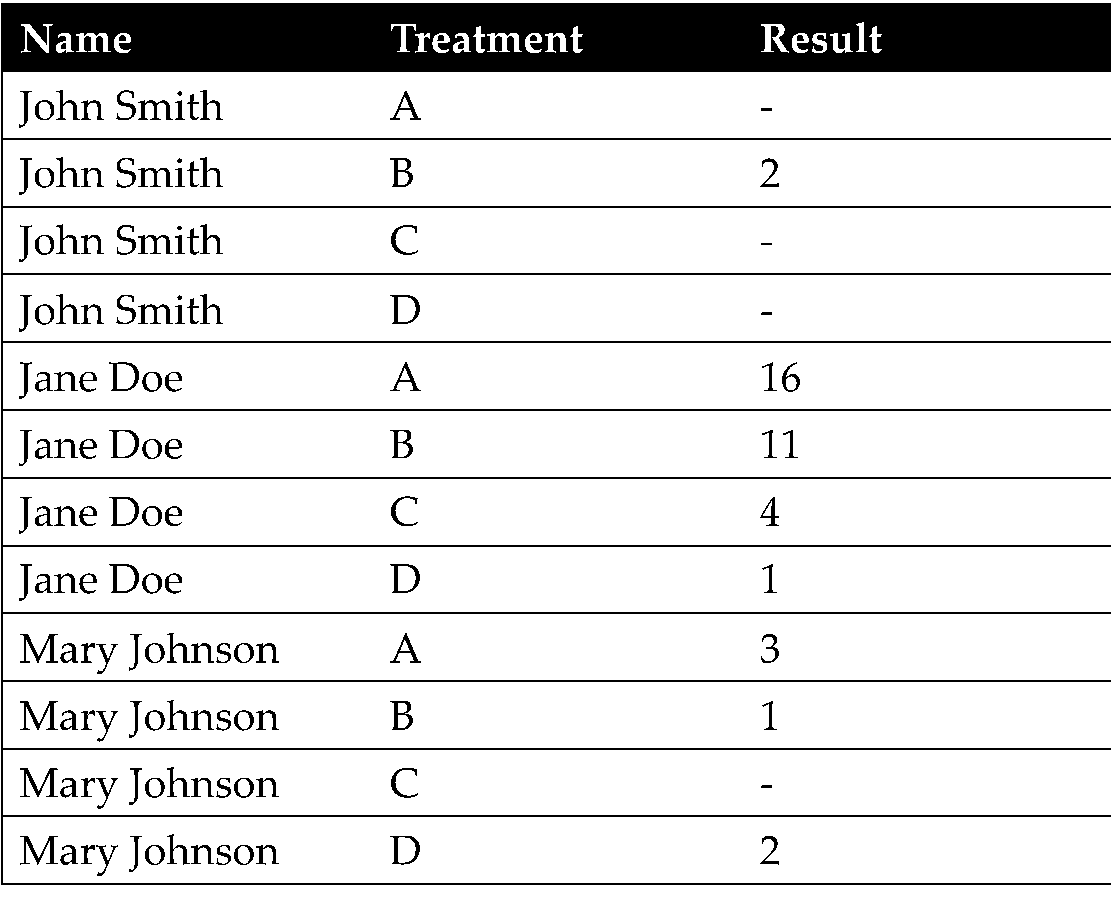 Name Treatment Result
John Smith A -
John Smith B 2
John Smith C -
John Smith D -
Jane Doe A 16
Jane Doe B 11
Jane Doe C 4
Jane Doe D 1
Mary Johnson A 3
Mary Johnson B 1
Mary Johnson C -
Mary Johnson D 2